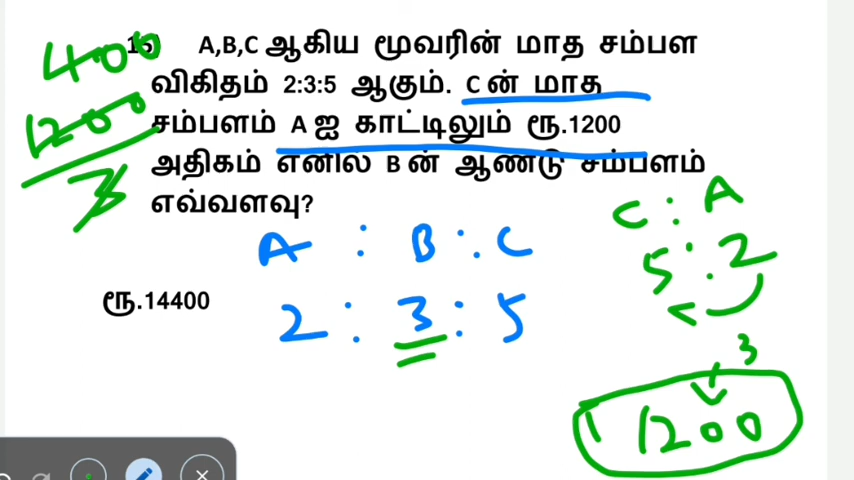 15) A,B,C ஆகிய மூவரின் மாத சம்பள
விகிதம் 2:3:5 ஆகும். C ன் மாத
சம்பளம் A ஐ காட்டிலும் ரூ.1200
அதிகம் எனில் B ன் ஆண்டு சம்பளம்
எவ்வளவு?
400
1200
3
C : A
5 : 2
A : B : C
2 : 3 : 5
ரூ.14400
3
1200